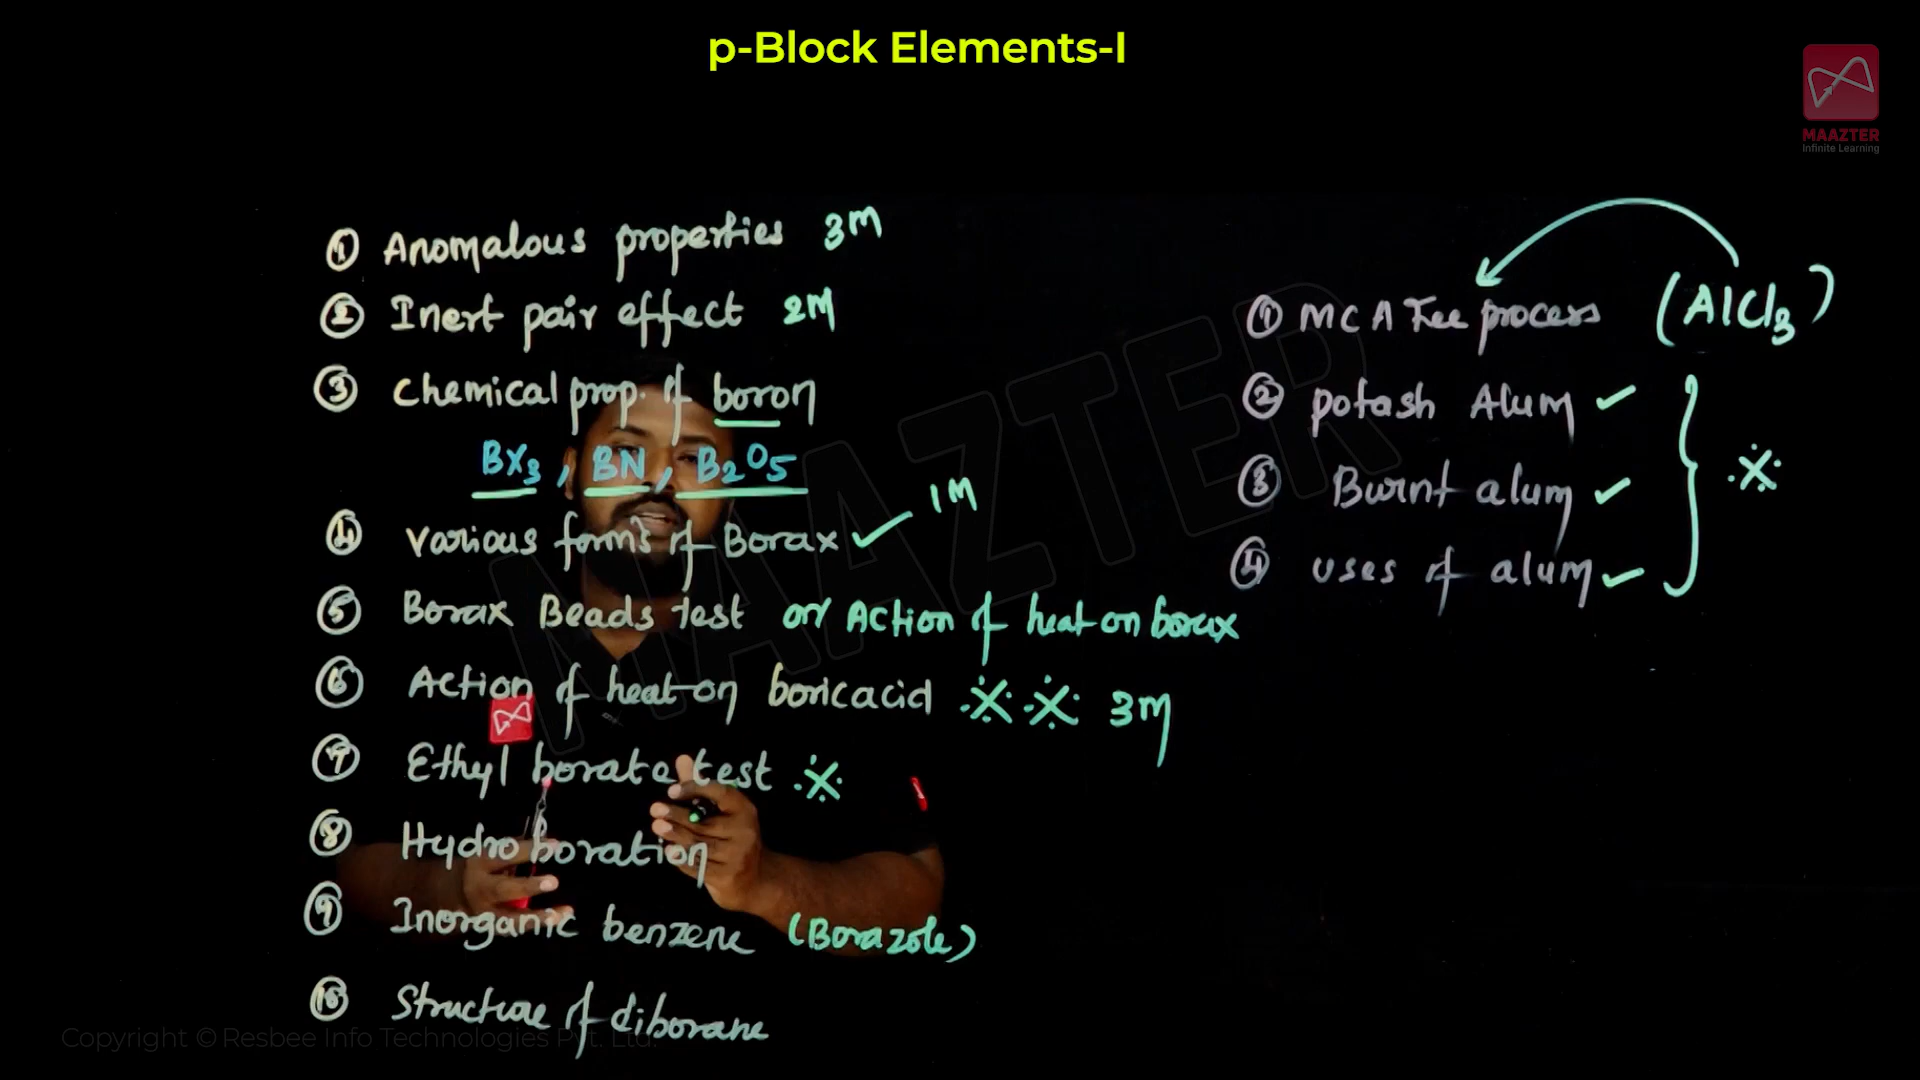 p-Block Elements-I
MAAZTER
Infinite Learning
① Anomalous properties 3M
② Inert pair effect 2M
③ chemical prop. of boron
BX₃, BN, B₂O₅
④ various forms of Borax ✓ 1M
⑤ Borax Beads test or Action of heat on borax
⑥ Action of heat on boric acid ※ ※ 3M
⑦ Ethyl borate test ※
⑧ Hydroboration
⑨ Inorganic benzene (Borazole)
⑩ Structure of diborane
① MCAFee process (AlCl₃)
② potash Alum ✓
③ Burnt alum ✓
※
④ uses of alum ✓
MAAZTER
Copyright © Resbee Info Technologies Pvt. Ltd.